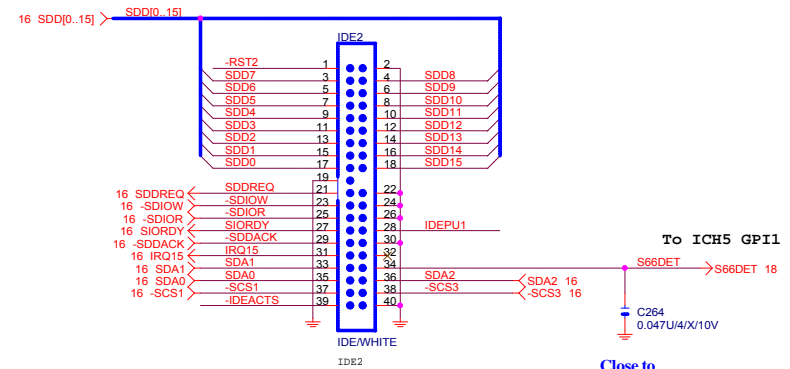 16 SDD[0..15] SDD[0..15]
IDE2
-RST2 1 2
SDD7 3 4 SDD8
SDD6 5 6 SDD9
SDD5 7 8 SDD10
SDD4 9 10 SDD11
SDD3 11 12 SDD12
SDD2 13 14 SDD13
SDD1 15 16 SDD14
SDD0 17 18 SDD15
19
16 SDDREQ SDDREQ 21 22
16 -SDIOW -SDIOW 23 24
16 -SDIOR -SDIOR 25 26
16 SIORDY SIORDY 27 28 IDEPU1
16 -SDDACK -SDDACK 29 30
16 IRQ15 IRQ15 31 32
16 SDA1 SDA1 33 34 S66DET S66DET 18
16 SDA0 SDA0 35 36 SDA2 SDA2 16
16 -SCS1 -SCS1 37 38 -SCS3 -SCS3 16
-IDEACTS 39 40
To ICH5 GPI1
C264
0.047U/4/X/10V
IDE/WHITE
IDE2
Close to